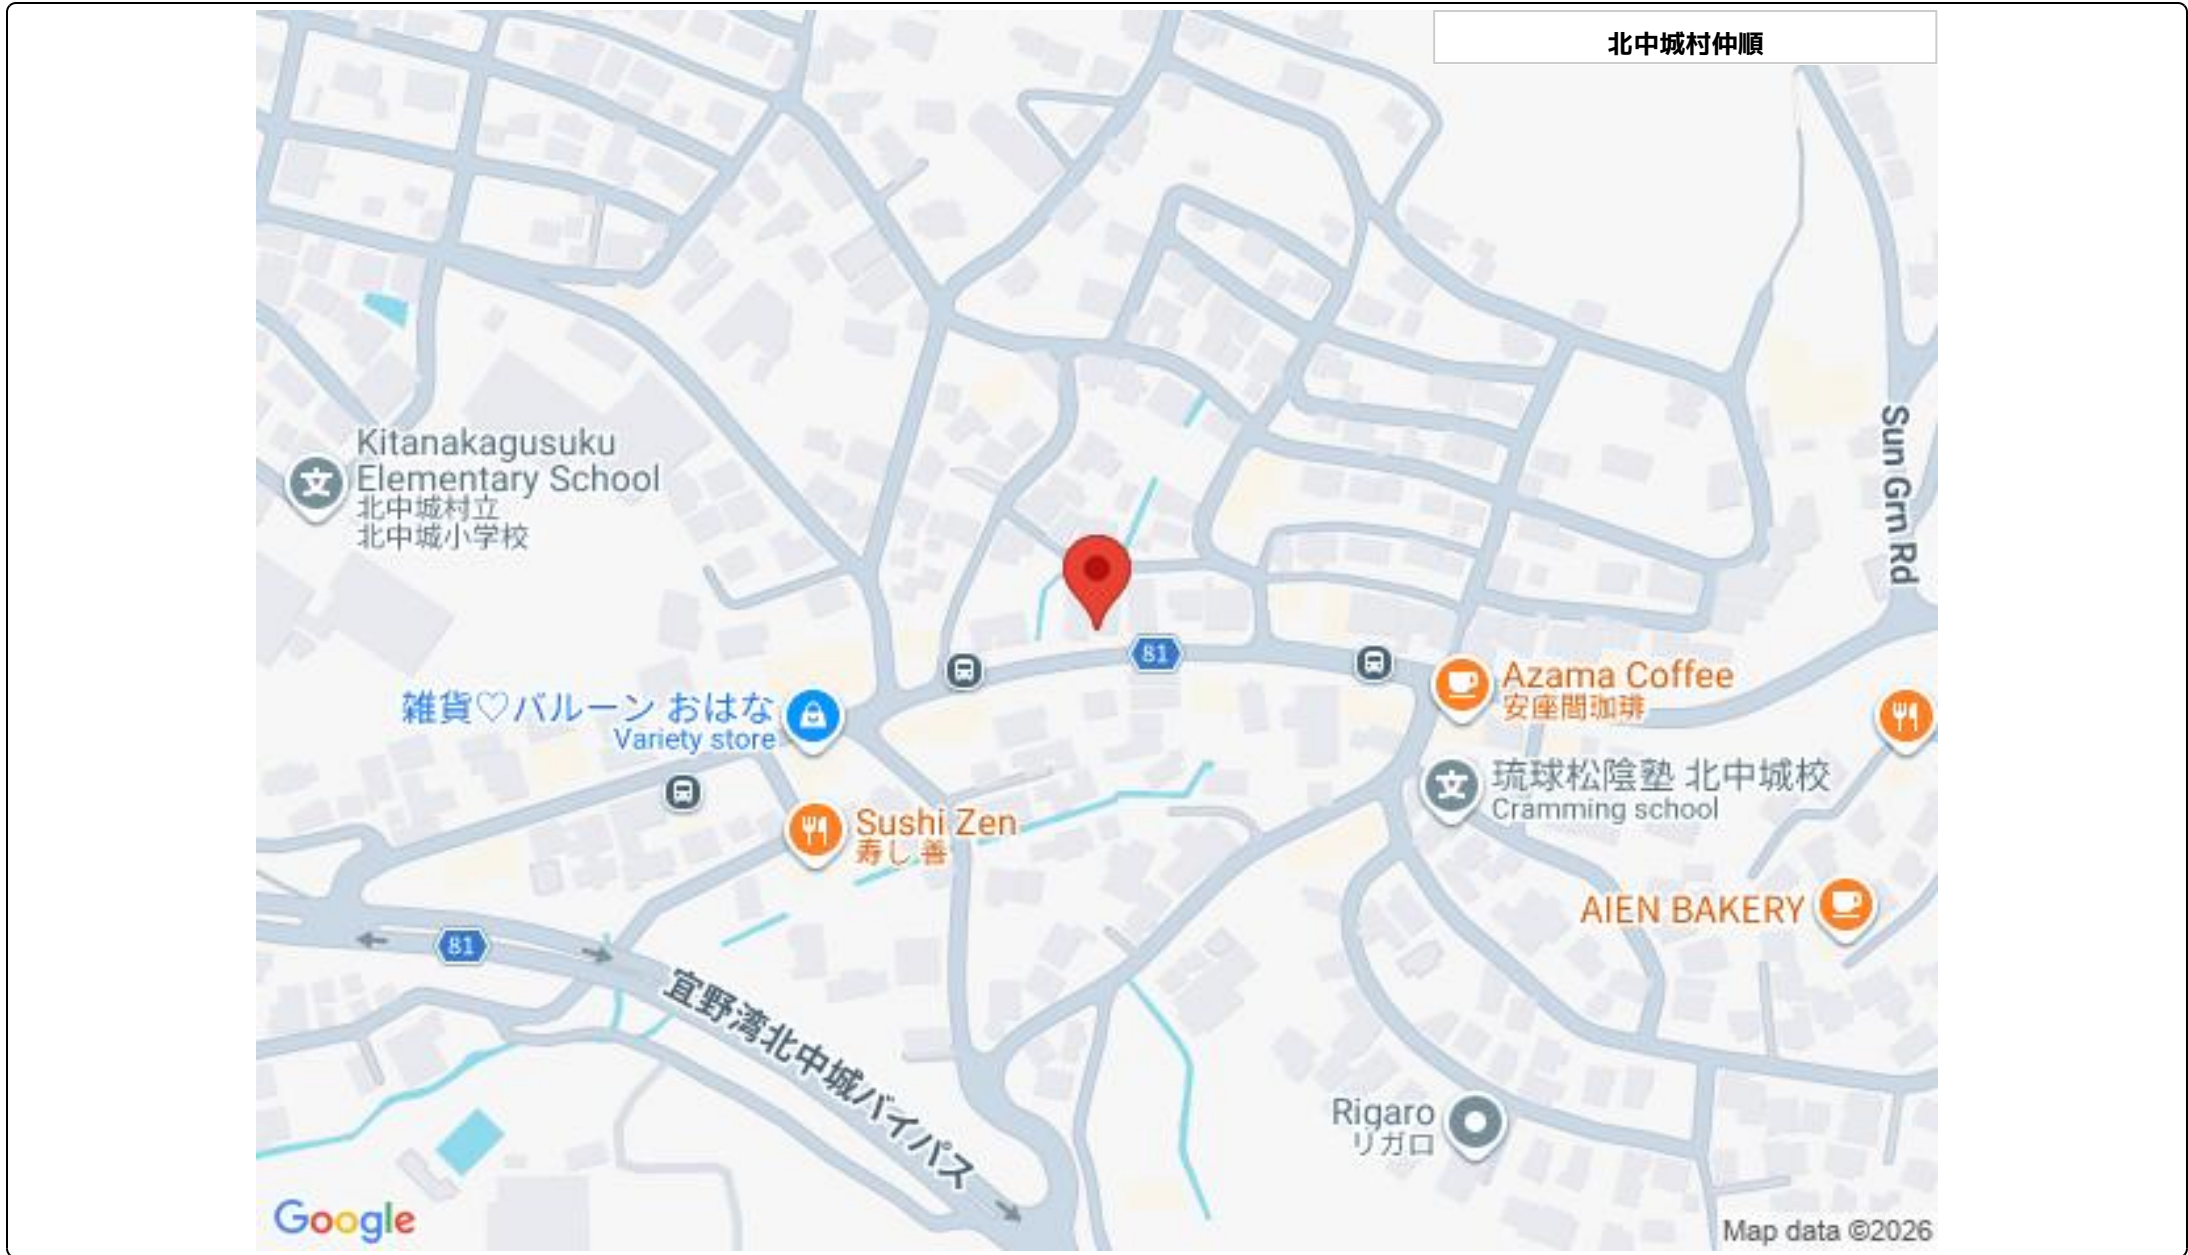 北中城村仲順
Kitanakagusuku
Elementary School
北中城村立
北中城小学校
Sun Grn Rd
81
Azama Coffee
安座間珈琲
雑貨♡バルーン おはな
Variety store
琉球松陰塾 北中城校
Cramming school
Sushi Zen
寿し 善
AIEN BAKERY
81
宜野湾北中城バイパス
Rigaro
リガロ
Google
Map data ©2026